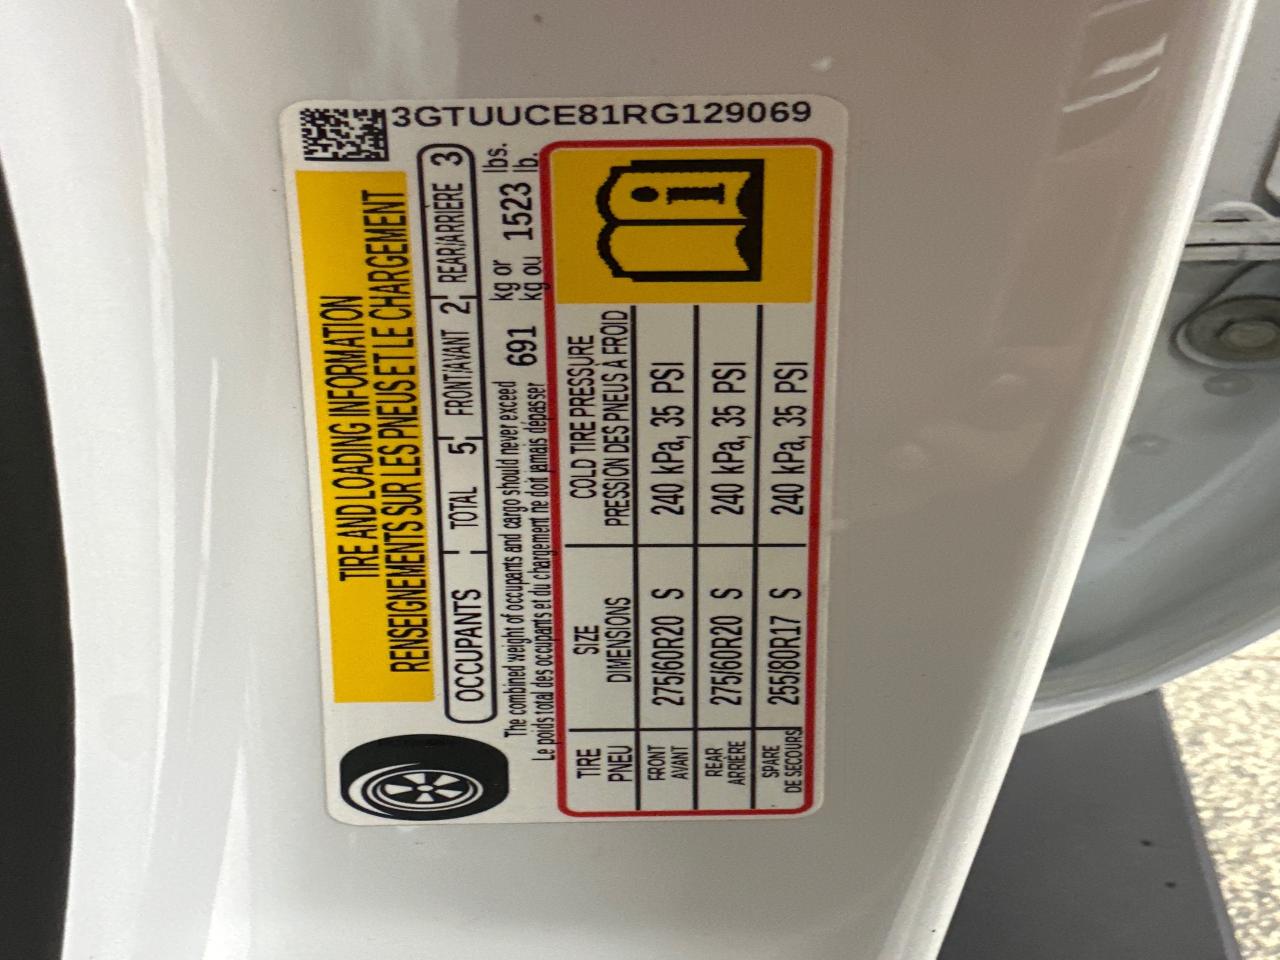 TIRE AND LOADING INFORMATION
RENSEIGNEMENTS SUR LES PNEUS ET LE CHARGEMENT
3GTUUCE81RG129069
OCCUPANTS TOTAL 5 FRONT/AVANT 2 REAR/ARRIÈRE 3
The combined weight of occupants and cargo should never exceed 691 kg or 1523 lbs.
Le poids total des occupants et du chargement ne doit jamais dépasser kg ou lb.
TIRE SIZE COLD TIRE PRESSURE
PNEU DIMENSIONS PRESSION DES PNEUS À FROID
FRONT 275/60R20 S 240 kPa, 35 PSI
AVANT
REAR 275/60R20 S 240 kPa, 35 PSI
ARRIÈRE
SPARE 255/80R17 S 240 kPa, 35 PSI
DE SECOURS
i